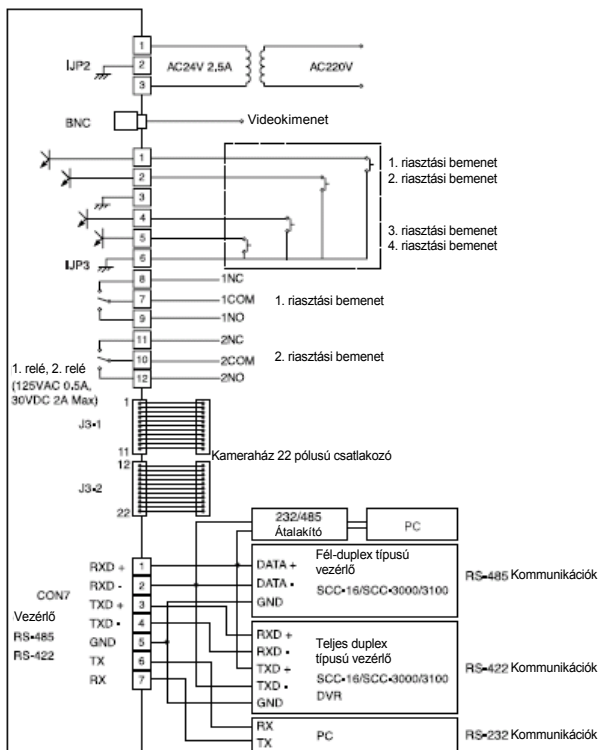 1
IJP2
2
AC24V 2.5A
AC220V
3
BNC
Videokimenet
1
1. riasztási bemenet
2
2. riasztási bemenet
3
4
3. riasztási bemenet
5
4. riasztási bemenet
IJP3
6
8
1NC
7
1COM
1. riasztási bemenet
9
1NO
11
2NC
10
2COM
2. riasztási bemenet
12
2NO
1. relé, 2. relé
(125VAC 0.5A,
30VDC 2A Max)
1
J3-1
11
Kameraház 22 pólusú csatlakozó
12
J3-2
22
232/485
Átalakító
PC
RXD +
1
RXD -
2
TXD +
3
TXD -
4
GND
5
TX
6
RX
7
CON7
Vezérlő
RS-485
RS-422
DATA +
DATA -
GND
Fél-duplex típusú
vezérlő
SCC-16/SCC-3000/3100
RS-485 Kommunikációk
RXD +
RXD -
TXD +
TXD -
GND
Teljes duplex
típusú vezérlő
SCC-16/SCC-3000/3100
DVR
RS-422 Kommunikációk
RX
TX
PC
RS-232 Kommunikációk